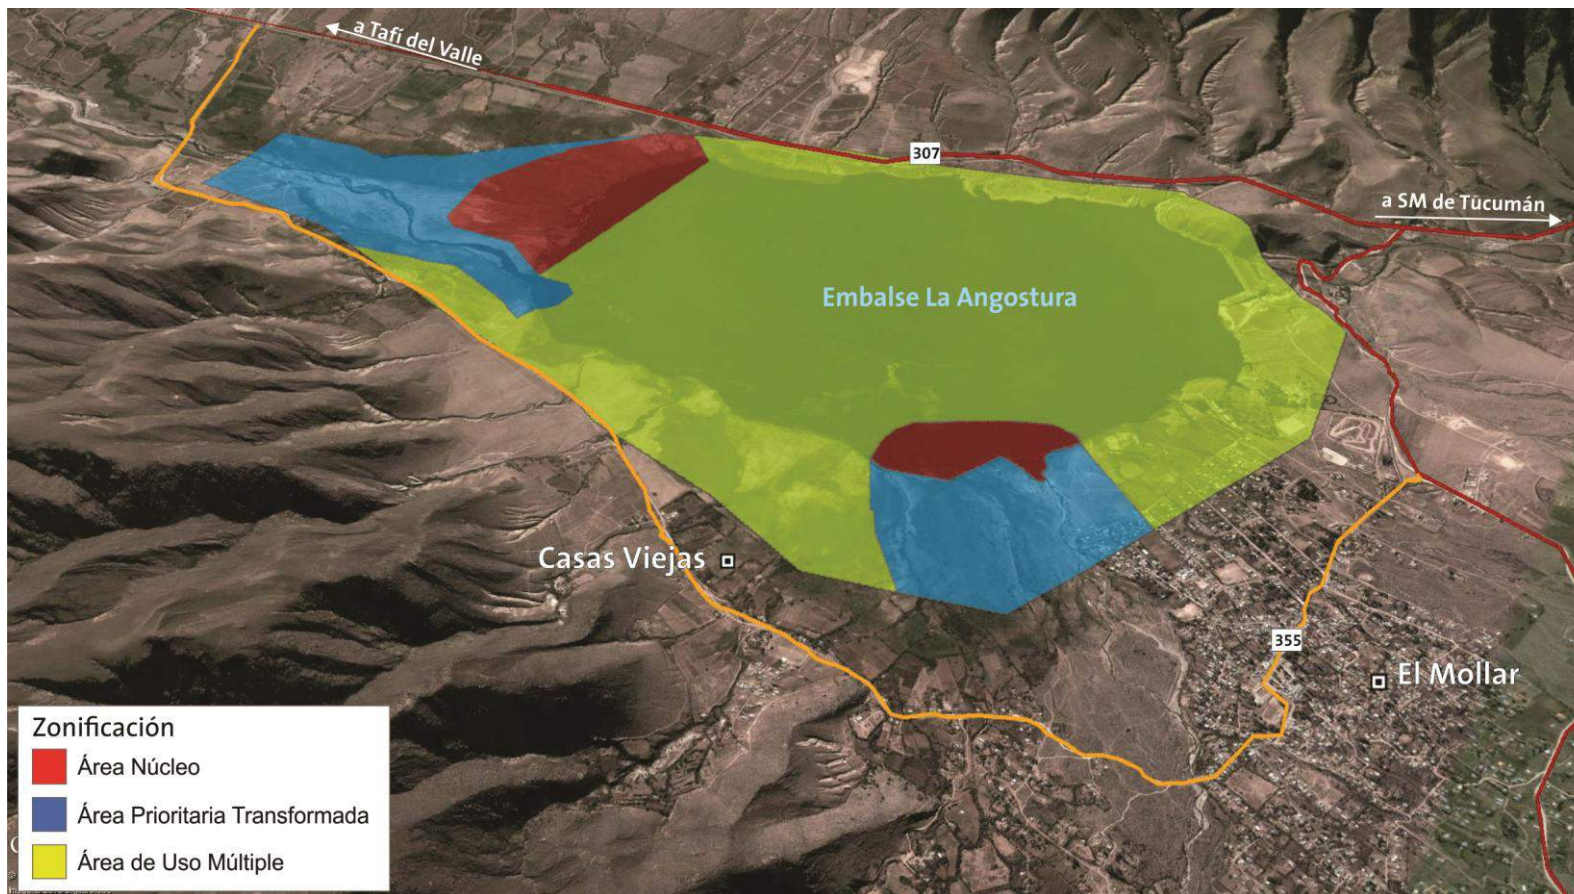 a Tafí del Valle
307
a SM de Tucumán
Embalse La Angostura
Casas Viejas
355
El Mollar
Zonificación
Área Núcleo
Área Prioritaria Transformada
Área de Uso Múltiple